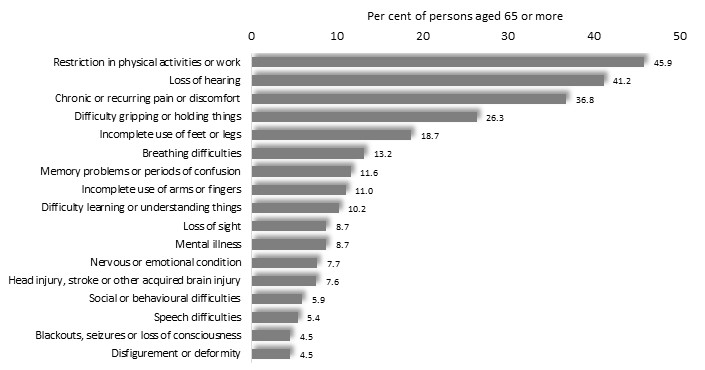 Per cent of persons aged 65 or more
0 10 20 30 40 50
Restriction in physical activities or work 45.9
Loss of hearing 41.2
Chronic or recurring pain or discomfort 36.8
Difficulty gripping or holding things 26.3
Incomplete use of feet or legs 18.7
Breathing difficulties 13.2
Memory problems or periods of confusion 11.6
Incomplete use of arms or fingers 11.0
Difficulty learning or understanding things 10.2
Loss of sight 8.7
Mental illness 8.7
Nervous or emotional condition 7.7
Head injury, stroke or other acquired brain injury 7.6
Social or behavioural difficulties 5.9
Speech difficulties 5.4
Blackouts, seizures or loss of consciousness 4.5
Disfigurement or deformity 4.5